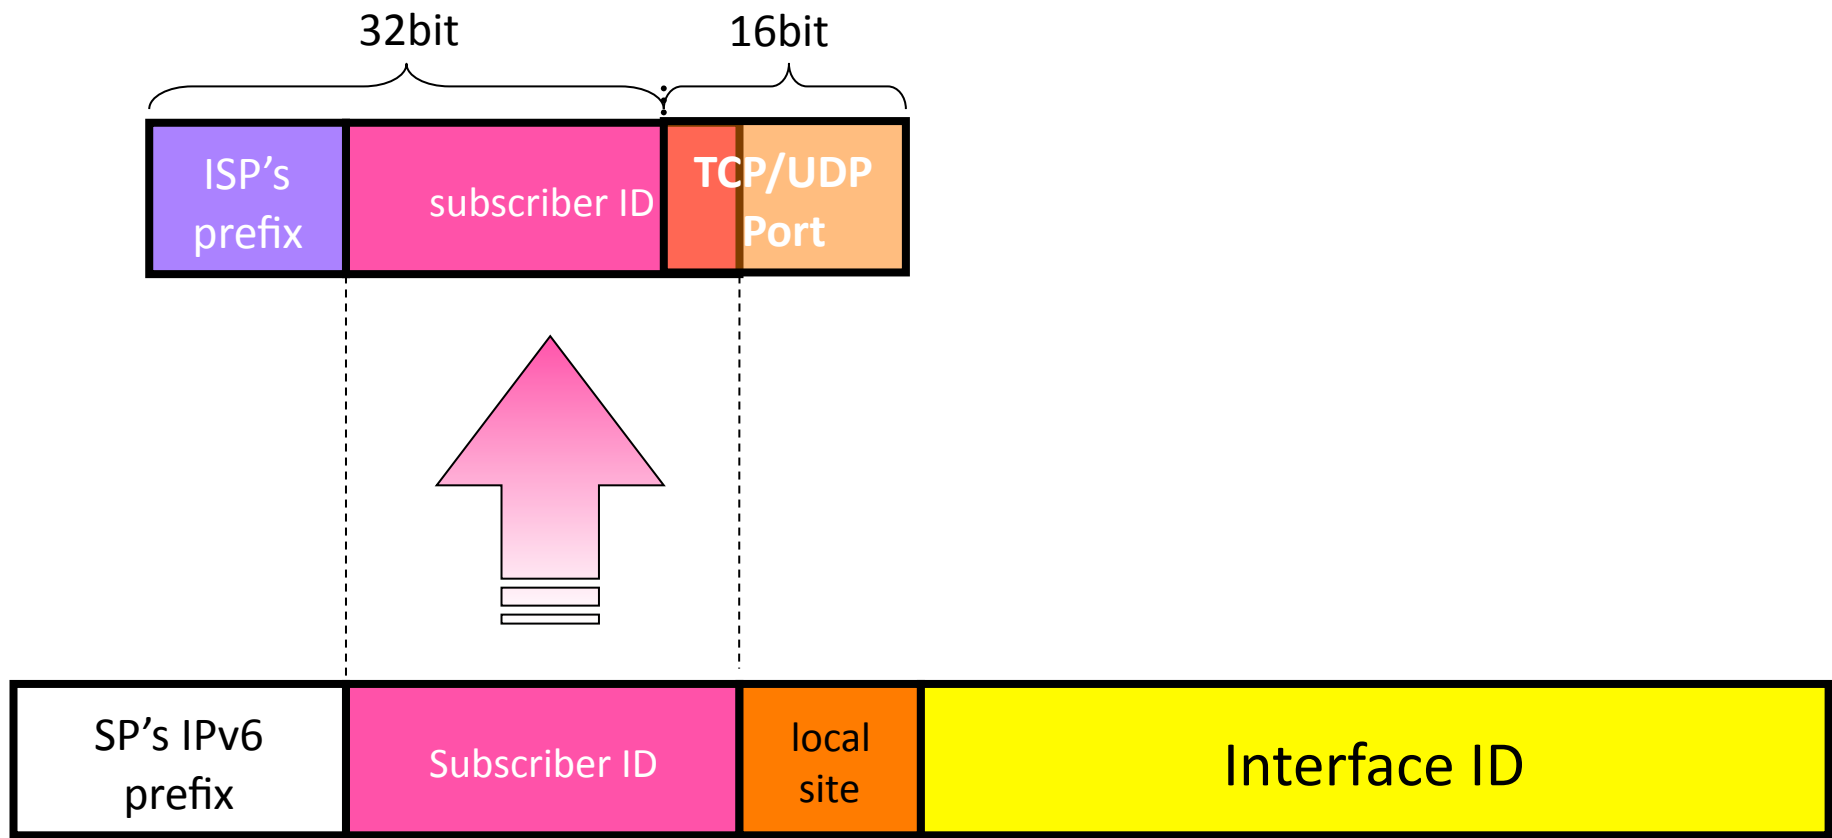 32bit
16bit
ISP’s
prefix
subscriber ID
TCP/UDP
Port
SP’s IPv6
prefix
Subscriber ID
local
site
Interface ID